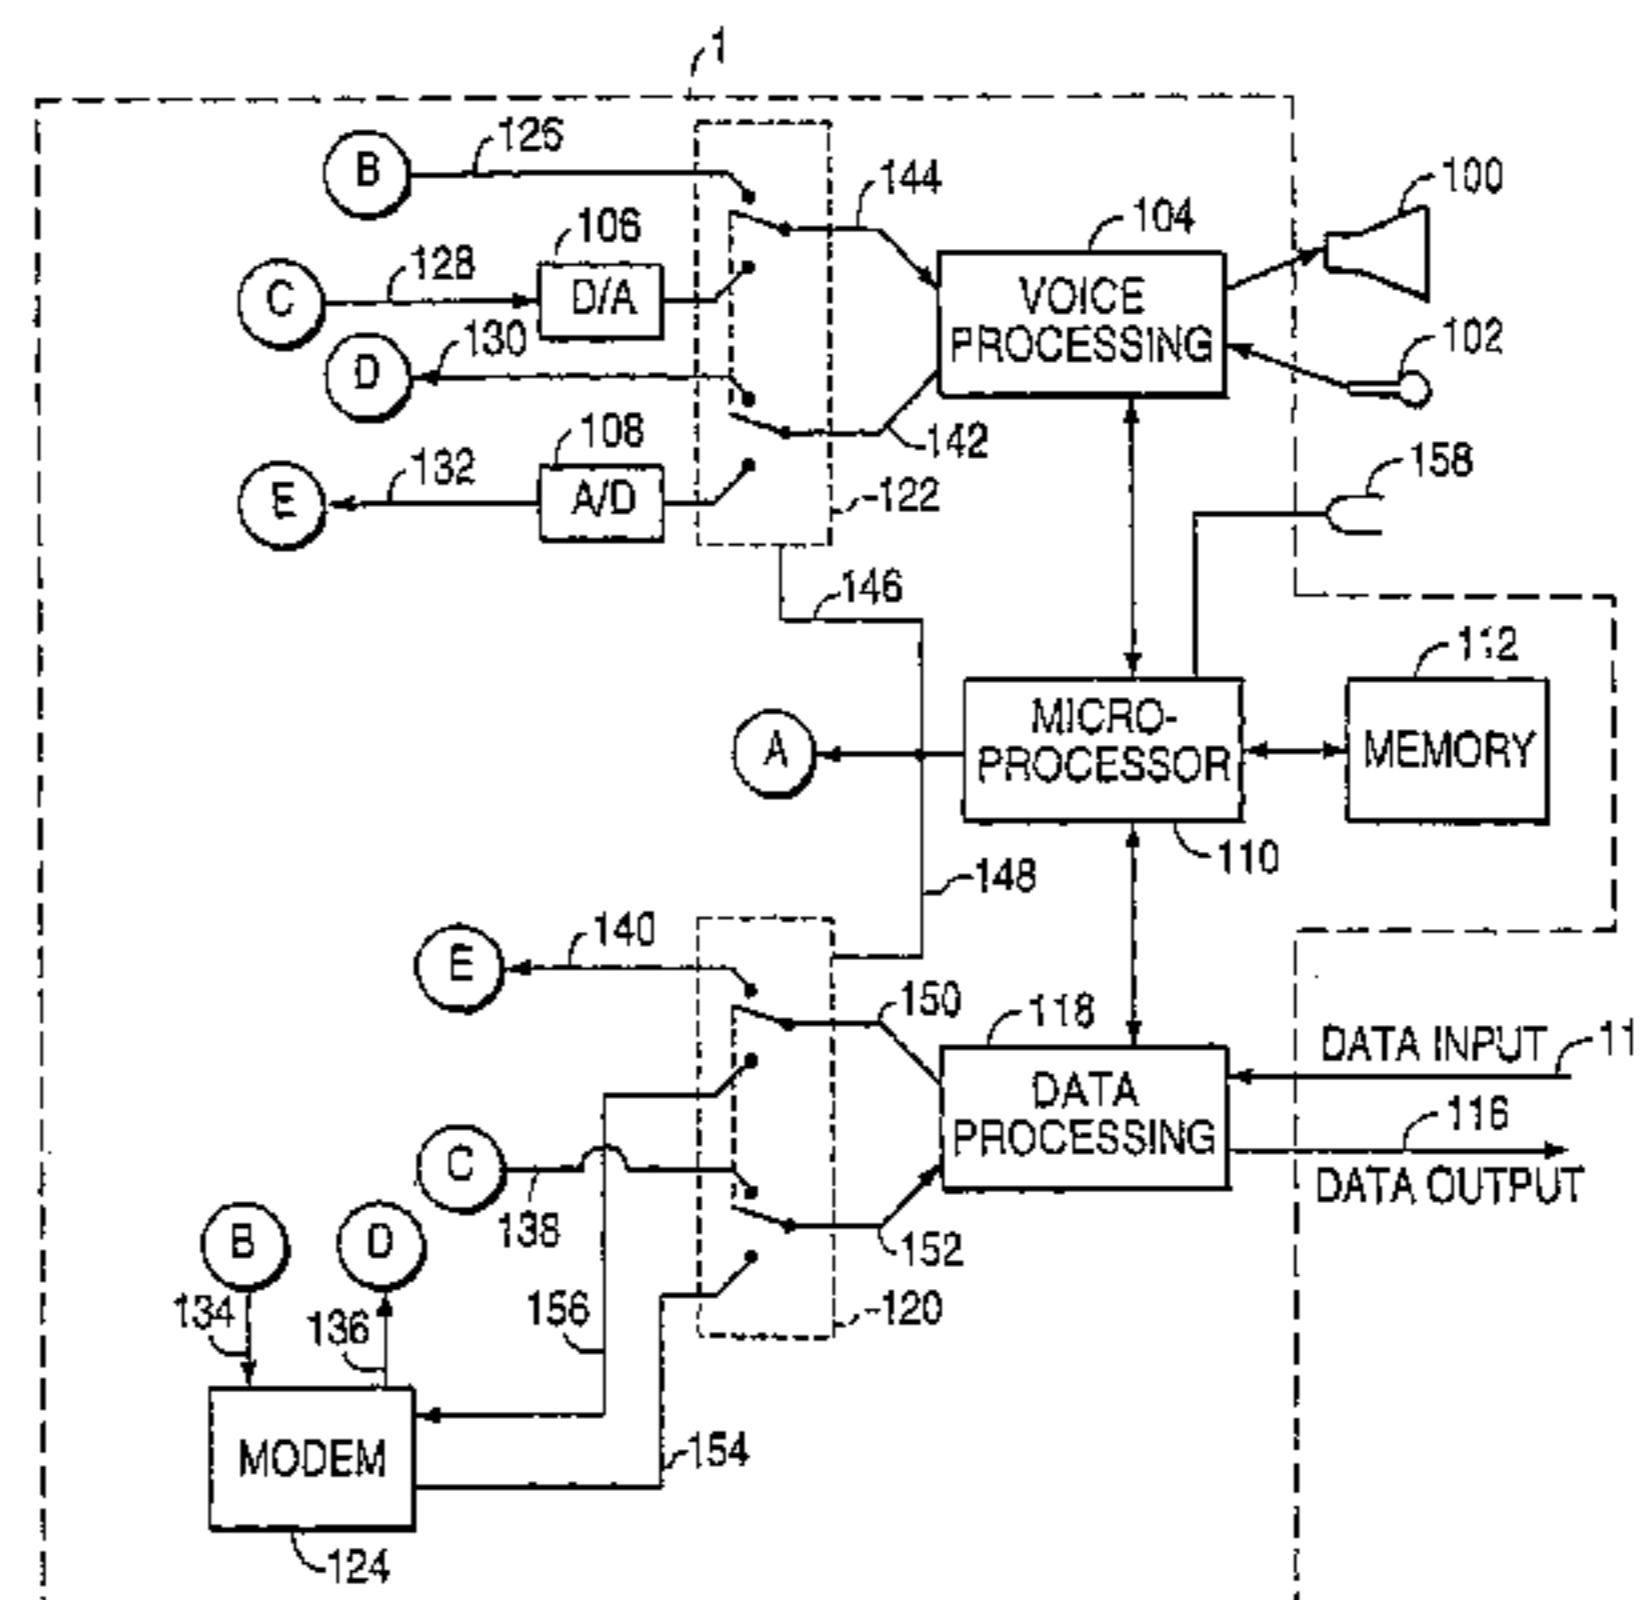 1
B
126
144
100
106
104
C
128
D/A
VOICE
PROCESSING
D
130
102
108
142
158
E
132
A/D
122
146
112
A
MICRO-
PROCESSOR
MEMORY
110
148
E
140
150
118
DATA INPUT
11
DATA
PROCESSING
116
C
DATA OUTPUT
138
152
B
D
134
136
156
120
MODEM
154
124